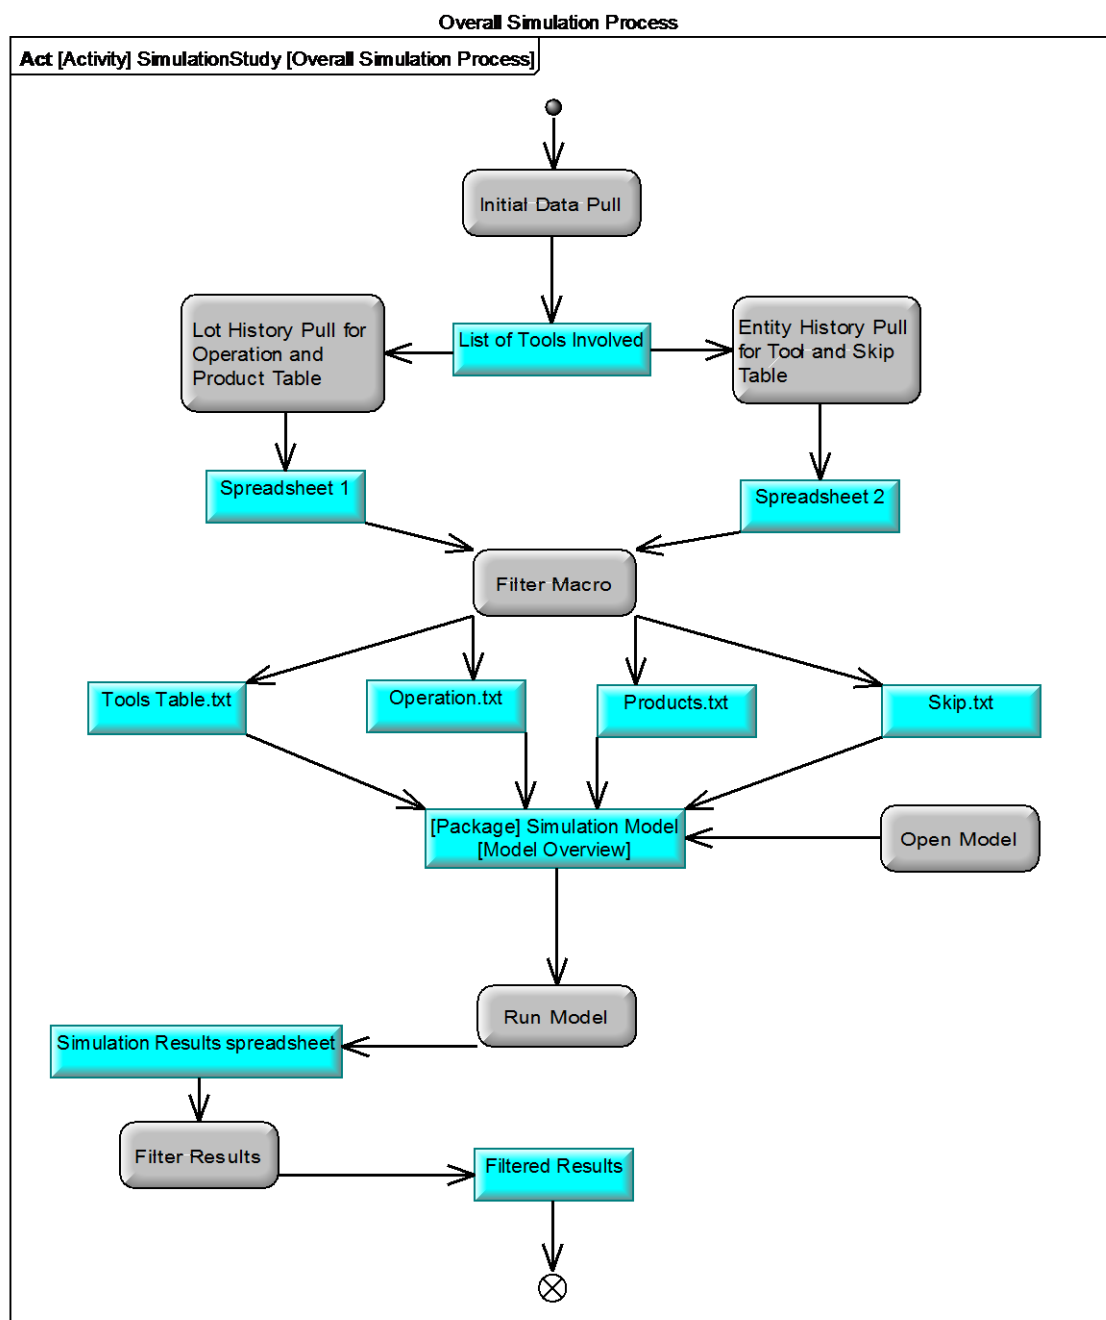 Overall Simulation Process
Act [Activity] SimulationStudy [Overall Simulation Process]
Initial Data Pull
Lot History Pull for
Operation and
Product Table
List of Tools Involved
Entity History Pull
for Tool and Skip
Table
Spreadsheet 1
Spreadsheet 2
Filter Macro
Tools Table.txt
Operation.txt
Products.txt
Skip.txt
[Package] Simulation Model
[Model Overview]
Open Model
Run Model
Simulation Results spreadsheet
Filter Results
Filtered Results